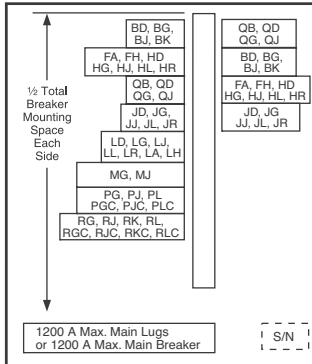 BD, BG,
BJ, BK
FA, FH, HD
HG, HJ, HL, HR
QB, QD
QG, QJ
JD, JG,
JJ, JL, JR
LD, LG, LJ,
LL, LR, LA, LH
MG, MJ
PG, PJ, PL
PGC, PJC, PLC
RG, RJ, RK, RL,
RGC, RJC, RKC, RLC
½ Total
Breaker
Mounting
Space
Each
Side
QB, QD
QG, QJ
BD, BG,
BJ, BK
FA, FH, HD
HG, HJ, HL, HR
JD, JG
JJ, JL, JR
1200 A Max. Main Lugs
or 1200 A Main Breaker
S/N